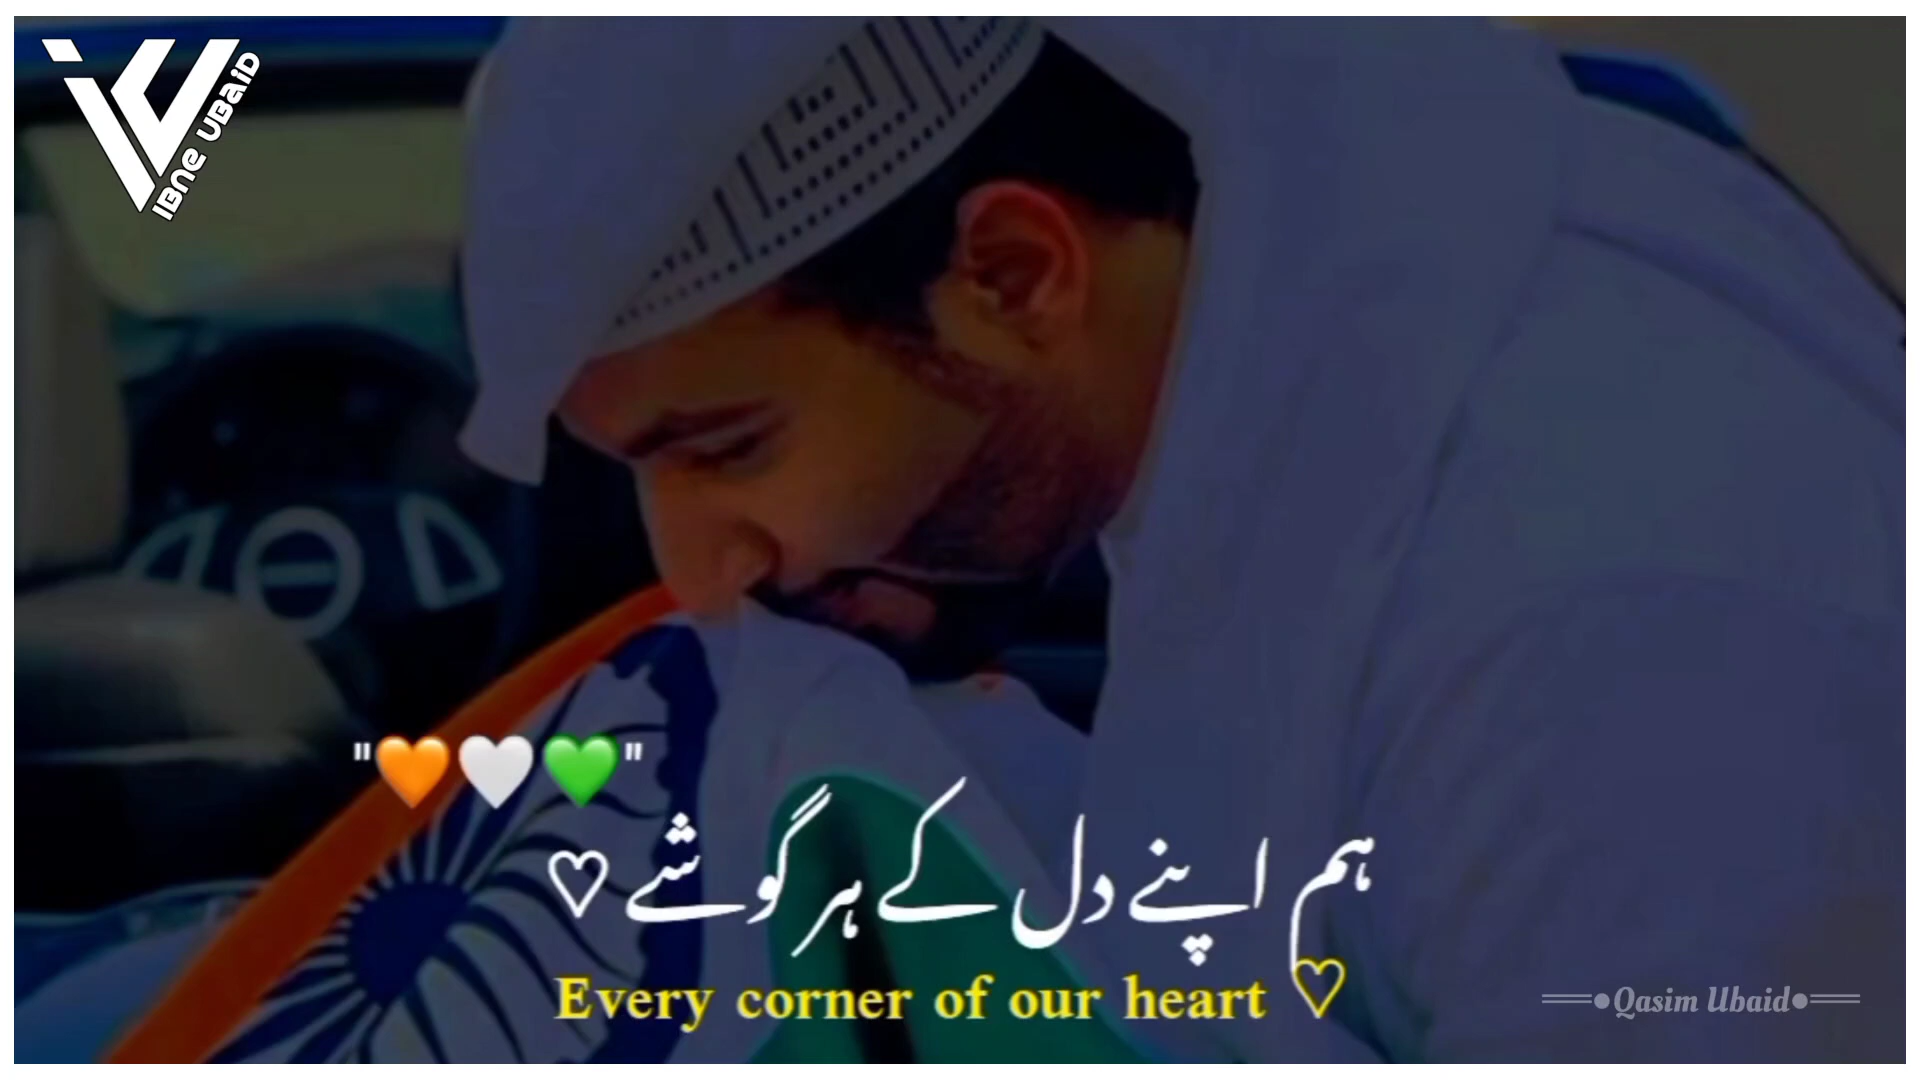 IBNE UBAID
"🧡🤍💚"
ہم اپنے دل کے ہر گوشے ♡
Every corner of our heart ♡
Qasim Ubaid